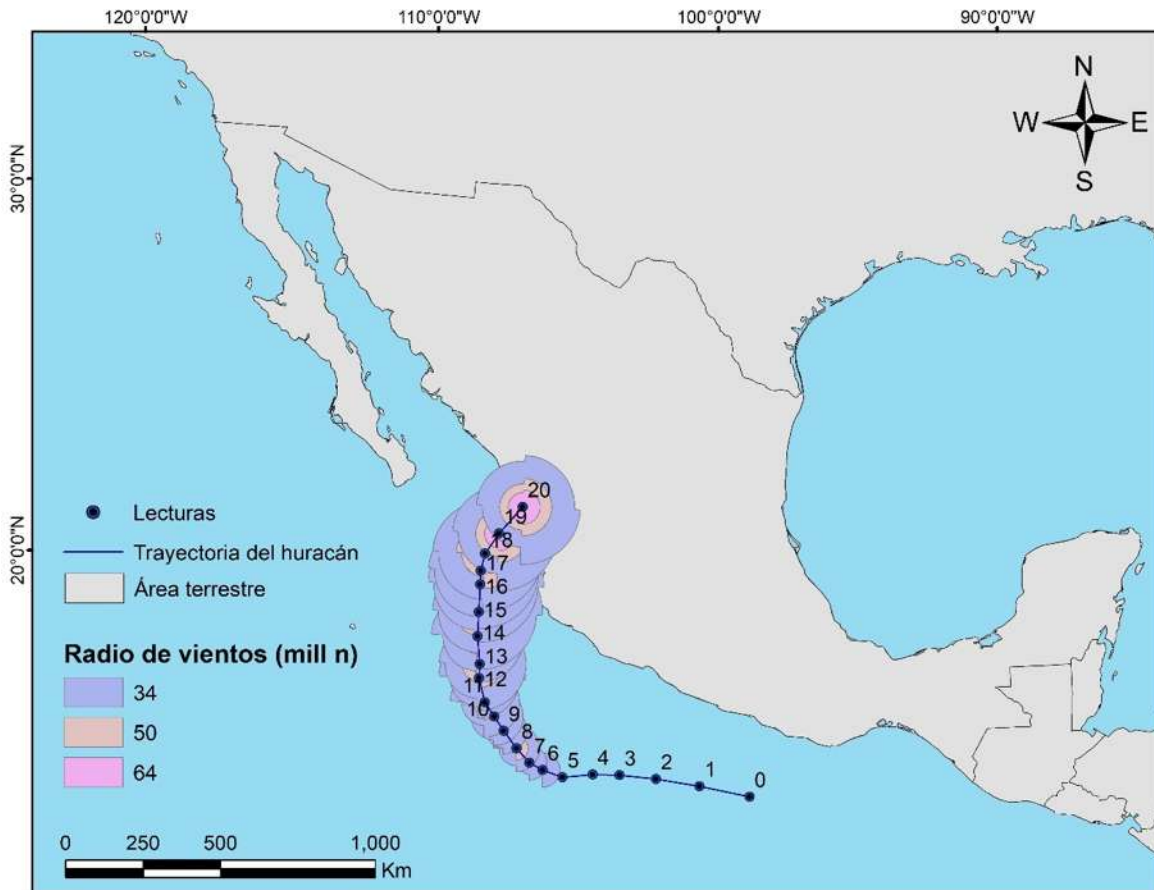 120°0'0"W 110°0'0"W 100°0'0"W 90°0'0"W
30°0'0"N
20°0'0"N
N
W E
S
20
19
18
17
16
15
14
13
12
11
10
9
8
7
6
5
4
3
2
1
0
Lecturas
Trayectoria del huracán
Área terrestre
Radio de vientos (mill n)
34
50
64
0 250 500 1,000
Km